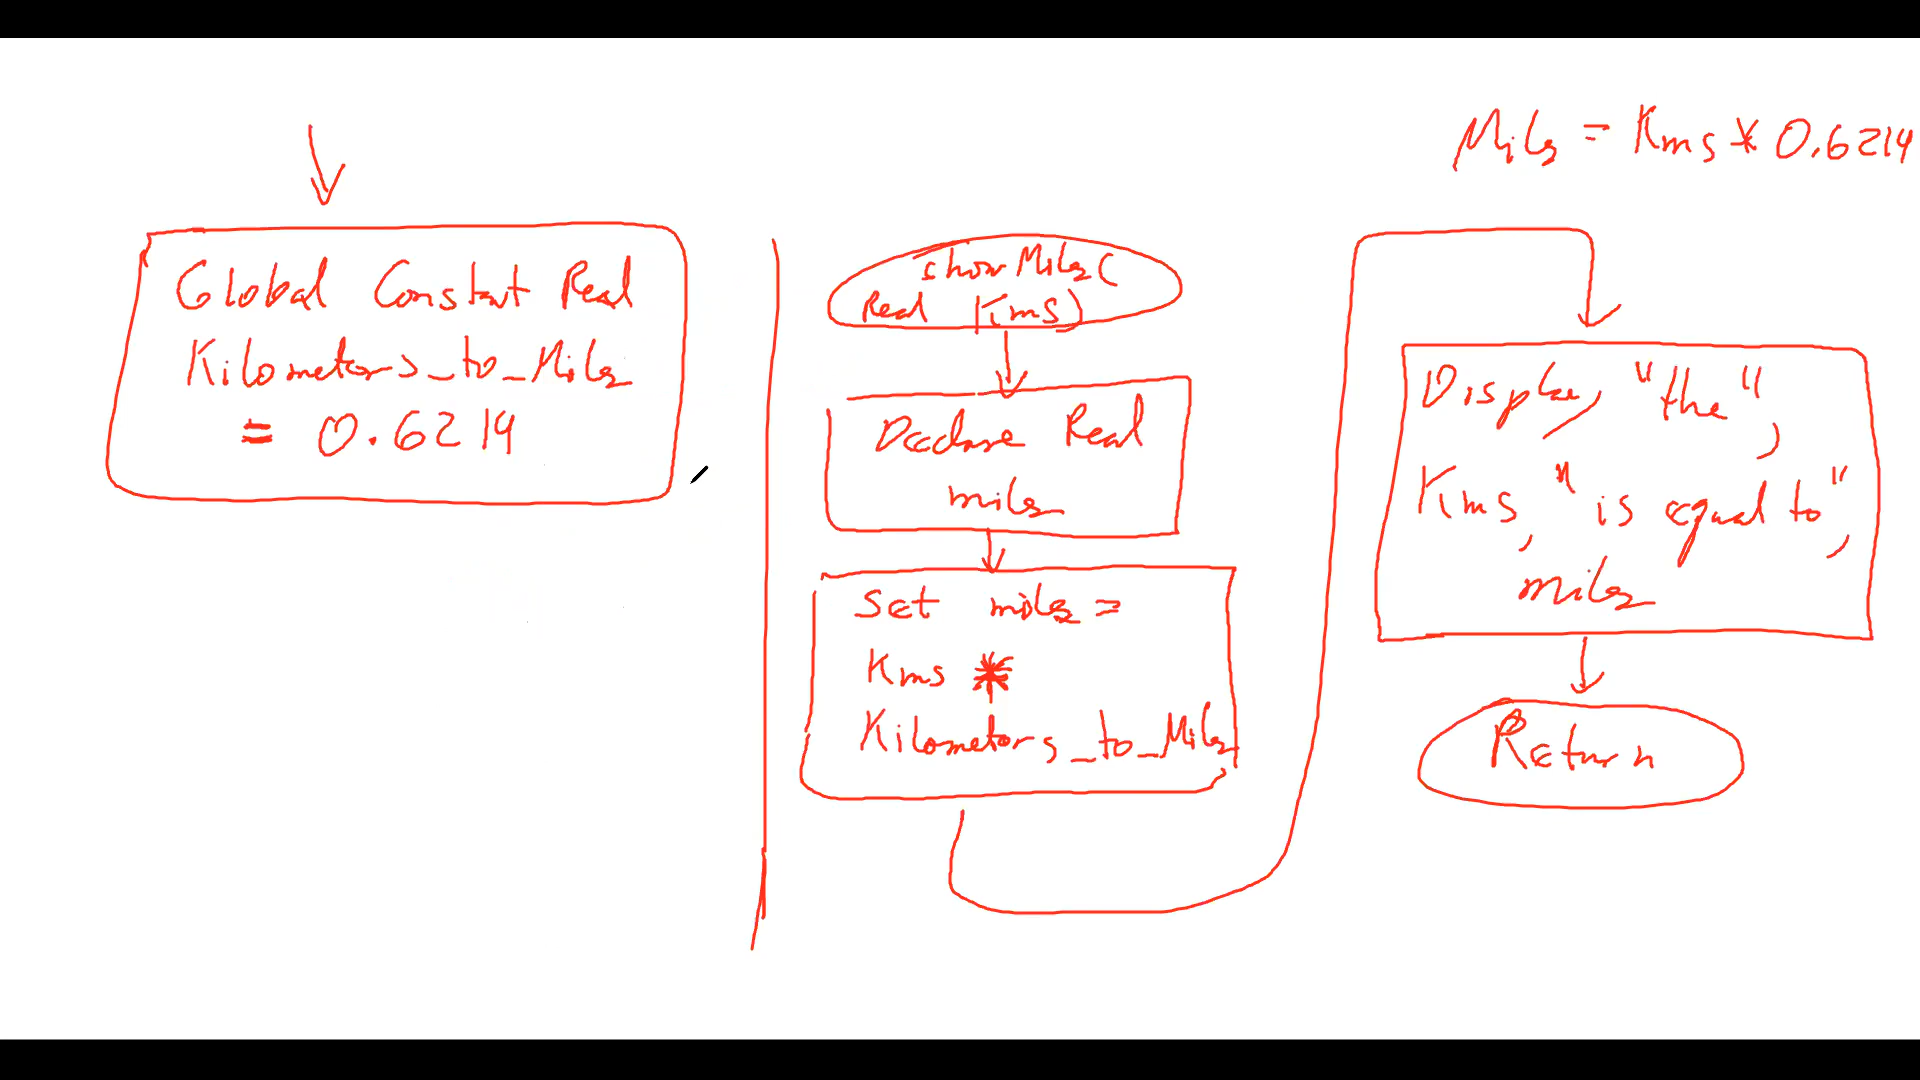 Miles = Kms * 0.6214
Global Constant Real
Kilometers_to_Miles
= 0.6214
showMiles(
Real Kms)
Declare Real
miles
Set miles =
Kms *
Kilometers_to_Miles
Display "the",
Kms, "is equal to",
miles
Return